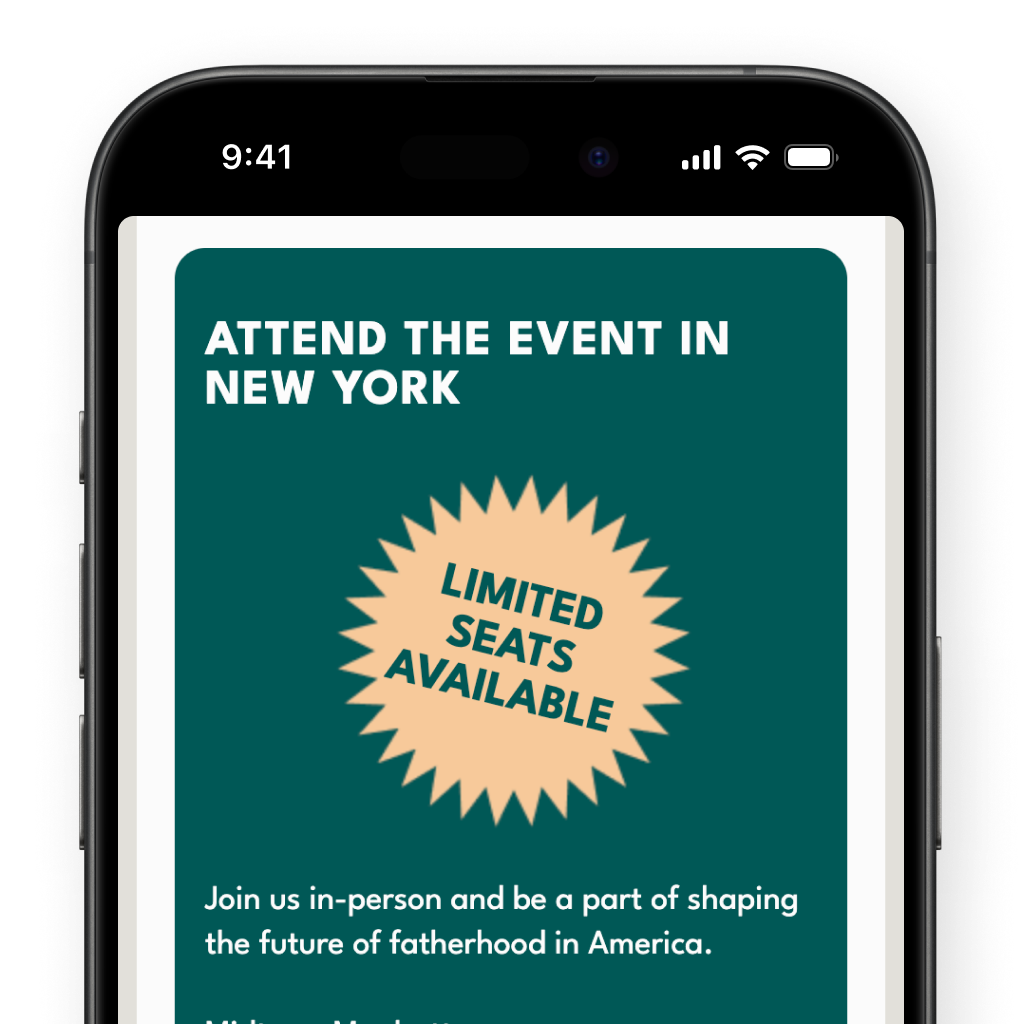 9:41
ATTEND THE EVENT IN
NEW YORK
LIMITED
SEATS
AVAILABLE
Join us in-person and be a part of shaping
the future of fatherhood in America.